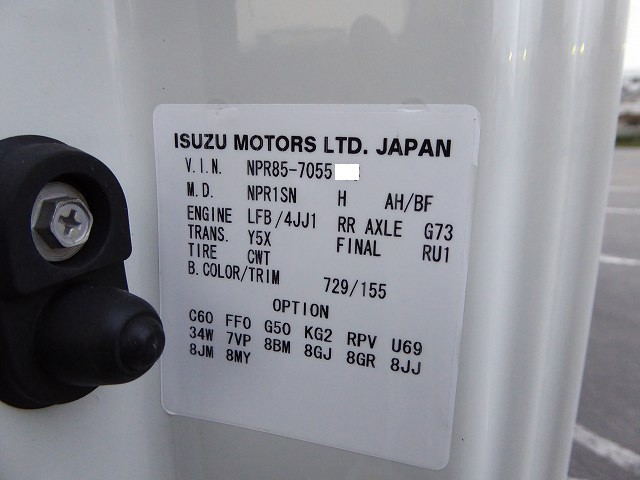 ISUZU MOTORS LTD. JAPAN
V.I.N. NPR85-7055
M.D. NPR1SN H AH/BF
ENGINE LFB/4JJ1 RR AXLE G73
TRANS. Y5X FINAL RU1
TIRE CWT
B.COLOR/TRIM 729/155
OPTION
C60 FF0 G50 KG2 RPV U69
34W 7VP 8BM 8GJ 8GR 8JJ
8JM 8MY